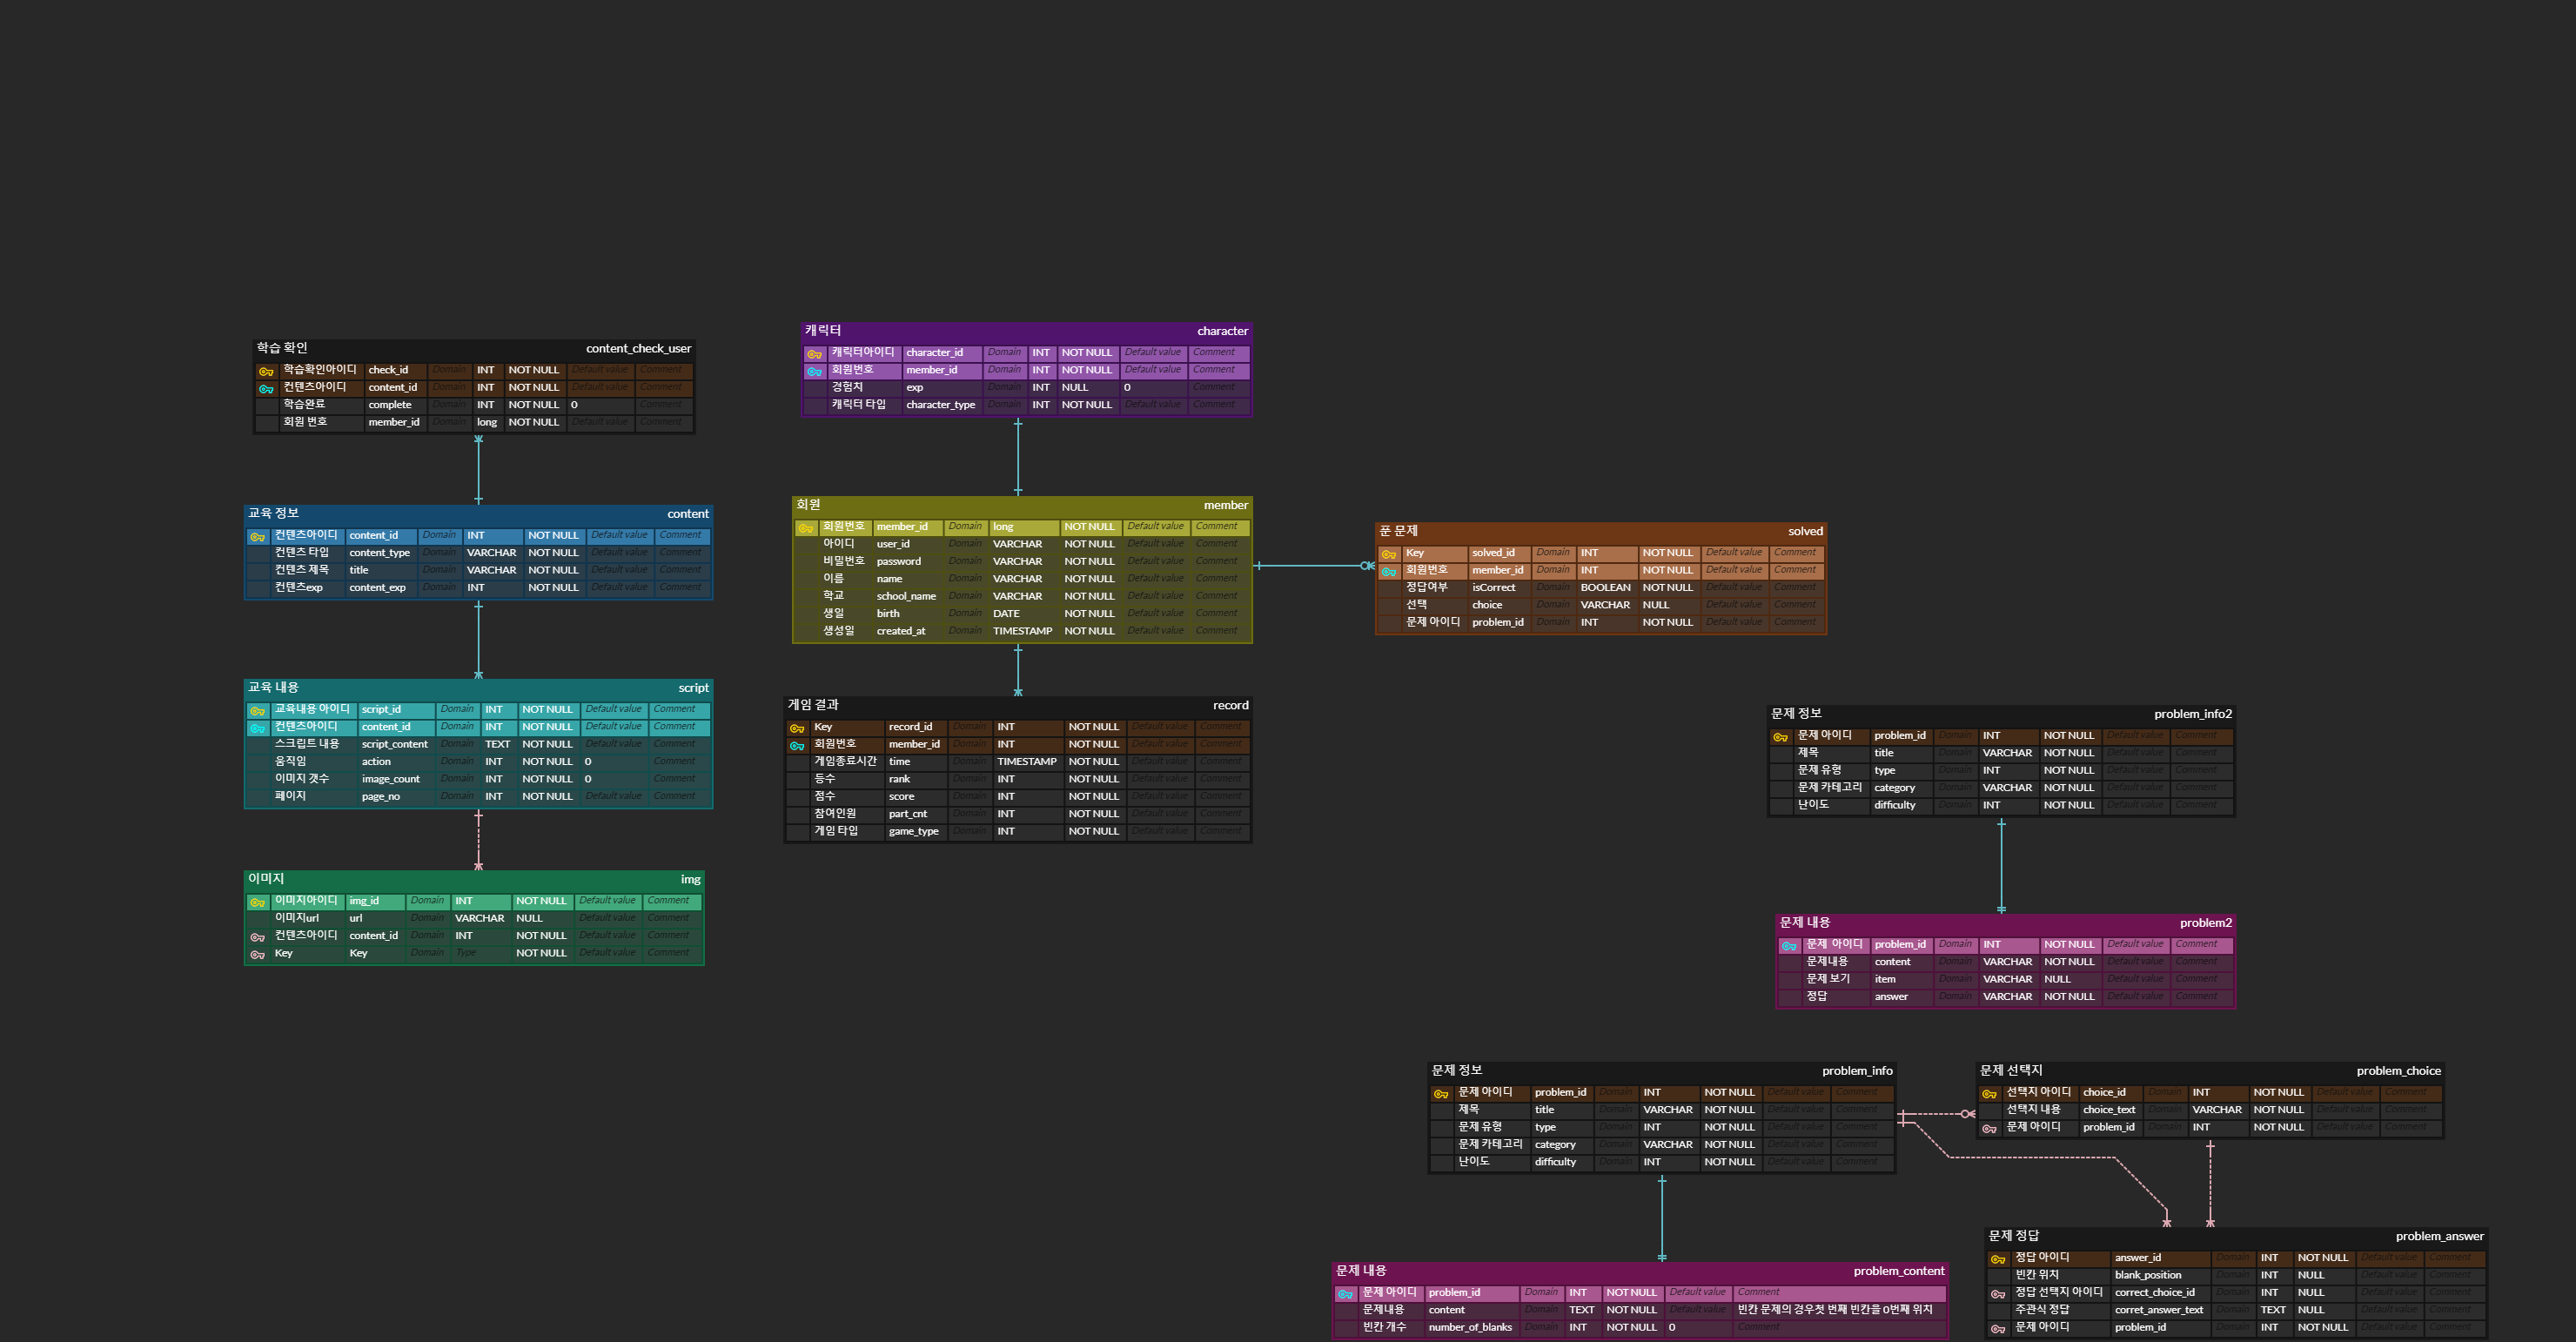 캐릭터 character
캐릭터아이디 character_id Domain INT NOT NULL Default value Comment
회원번호 member_id Domain INT NOT NULL Default value Comment
경험치 exp Domain INT NULL 0 Comment
캐릭터 타입 character_type Domain INT NOT NULL Default value Comment
학습 확인 content_check_user
학습확인아이디 check_id Domain INT NOT NULL Default value Comment
컨텐츠아이디 content_id Domain INT NOT NULL Default value Comment
학습완료 complete Domain INT NOT NULL 0 Comment
회원 번호 member_id Domain long NOT NULL Default value Comment
교육 정보 content
컨텐츠아이디 content_id Domain INT NOT NULL Default value Comment
컨텐츠 타입 content_type Domain VARCHAR NOT NULL Default value Comment
컨텐츠 제목 title Domain VARCHAR NOT NULL Default value Comment
컨텐츠exp content_exp Domain INT NOT NULL Default value Comment
회원 member
회원번호 member_id Domain long NOT NULL Default value Comment
아이디 user_id Domain VARCHAR NOT NULL Default value Comment
비밀번호 password Domain VARCHAR NOT NULL Default value Comment
이름 name Domain VARCHAR NOT NULL Default value Comment
학교 school_name Domain VARCHAR NOT NULL Default value Comment
생일 birth Domain DATE NOT NULL Default value Comment
생성일 created_at Domain TIMESTAMP NOT NULL Default value Comment
푼 문제 solved
Key solved_id Domain INT NOT NULL Default value Comment
회원번호 member_id Domain INT NOT NULL Default value Comment
정답여부 isCorrect Domain BOOLEAN NOT NULL Default value Comment
선택 choice Domain VARCHAR NULL Default value Comment
문제 아이디 problem_id Domain INT NOT NULL Default value Comment
교육 내용 script
교육내용 아이디 script_id Domain INT NOT NULL Default value Comment
컨텐츠아이디 content_id Domain INT NOT NULL Default value Comment
스크립트 내용 script_content Domain TEXT NOT NULL Default value Comment
움직임 action Domain INT NOT NULL 0 Comment
이미지 갯수 image_count Domain INT NOT NULL 0 Comment
페이지 page_no Domain INT NOT NULL Default value Comment
게임 결과 record
Key record_id Domain INT NOT NULL Default value Comment
회원번호 member_id Domain INT NOT NULL Default value Comment
게임종료시간 time Domain TIMESTAMP NOT NULL Default value Comment
등수 rank Domain INT NOT NULL Default value Comment
점수 score Domain INT NOT NULL Default value Comment
참여인원 part_cnt Domain INT NOT NULL Default value Comment
게임 타입 game_type Domain INT NOT NULL Default value Comment
문제 정보 problem_info2
문제 아이디 problem_id Domain INT NOT NULL Default value Comment
제목 title Domain VARCHAR NOT NULL Default value Comment
문제 유형 type Domain INT NOT NULL Default value Comment
문제 카테고리 category Domain VARCHAR NOT NULL Default value Comment
난이도 difficulty Domain INT NOT NULL Default value Comment
이미지 img
이미지아이디 img_id Domain INT NOT NULL Default value Comment
이미지url url Domain VARCHAR NULL Default value Comment
컨텐츠아이디 content_id Domain INT NOT NULL Default value Comment
Key Key Domain Type NOT NULL Default value Comment
문제 내용 problem2
문제 아이디 problem_id Domain INT NOT NULL Default value Comment
문제내용 content Domain VARCHAR NOT NULL Default value Comment
문제 보기 item Domain VARCHAR NULL Default value Comment
정답 answer Domain VARCHAR NOT NULL Default value Comment
문제 정보 problem_info
문제 아이디 problem_id Domain INT NOT NULL Default value Comment
제목 title Domain VARCHAR NOT NULL Default value Comment
문제 유형 type Domain INT NOT NULL Default value Comment
문제 카테고리 category Domain VARCHAR NOT NULL Default value Comment
난이도 difficulty Domain INT NOT NULL Default value Comment
문제 선택지 problem_choice
선택지 아이디 choice_id Domain INT NOT NULL Default value Comment
선택지 내용 choice_text Domain VARCHAR NOT NULL Default value Comment
문제 아이디 problem_id Domain INT NOT NULL Default value Comment
문제 내용 problem_content
문제 아이디 problem_id Domain INT NOT NULL Default value Comment
문제내용 content Domain TEXT NOT NULL Default value 빈칸 문제의 경우첫 번째 빈칸을 0번째 위치
빈칸 개수 number_of_blanks Domain INT NOT NULL 0 Comment
문제 정답 problem_answer
정답 아이디 answer_id Domain INT NOT NULL Default value Comment
빈칸 위치 blank_position Domain INT NULL Default value Comment
정답 선택지 아이디 correct_choice_id Domain INT NULL Default value Comment
주관식 정답 corret_answer_text Domain TEXT NULL Default value Comment
문제 아이디 problem_id Domain INT NOT NULL Default value Comment